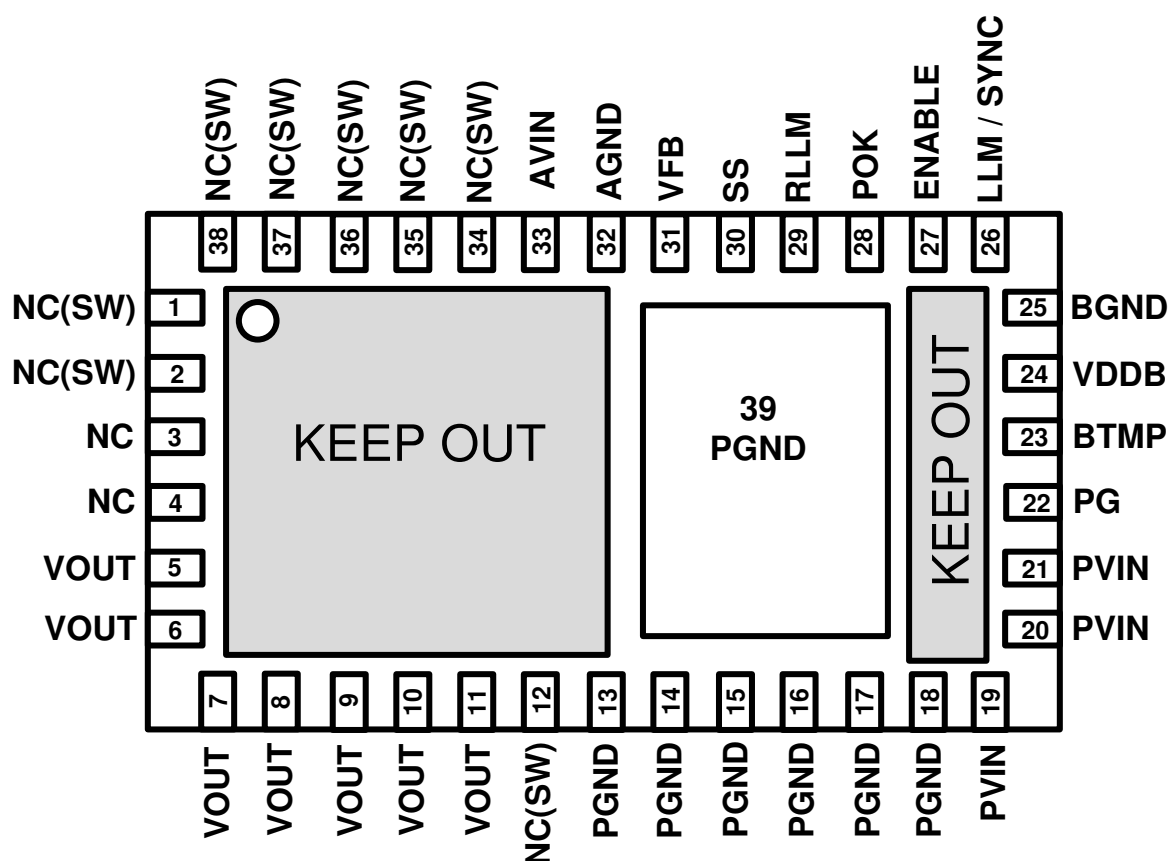 NC(SW)
NC(SW)
NC(SW)
NC(SW)
NC(SW)
AVIN
AGND
VFB
SS
RLLM
POK
ENABLE
LLM / SYNC
38
37
36
35
34
33
32
31
30
29
28
27
26
NC(SW) 1
NC(SW) 2
NC 3
NC 4
VOUT 5
VOUT 6
KEEP OUT
39
PGND
KEEP OUT
25 BGND
24 VDDB
23 BTMP
22 PG
21 PVIN
20 PVIN
7
8
9
10
11
12
13
14
15
16
17
18
19
VOUT
VOUT
VOUT
VOUT
VOUT
NC(SW)
PGND
PGND
PGND
PGND
PGND
PGND
PVIN